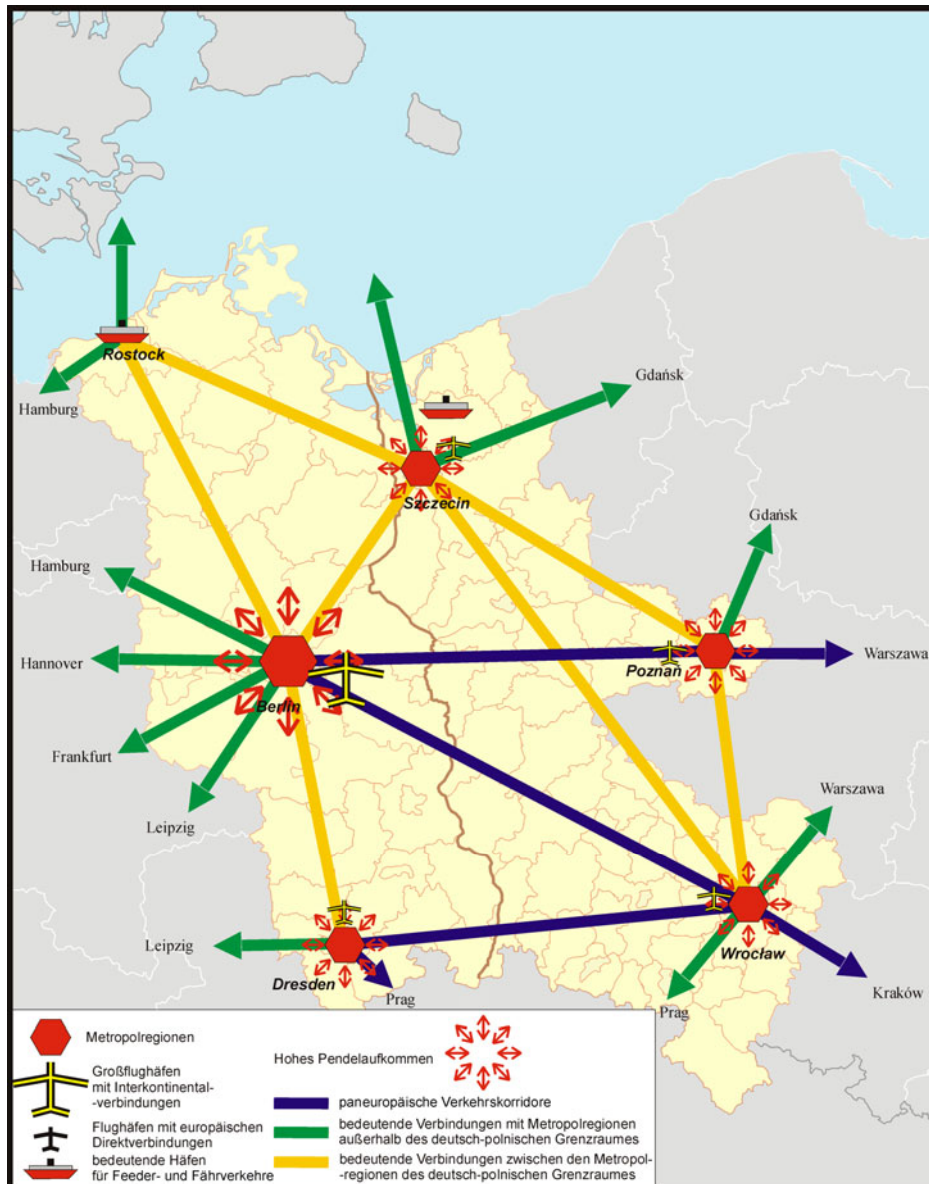 Rostock
Hamburg
Gdańsk
Szczecin
Gdańsk
Hamburg
Hannover
Poznań
Warszawa
Berlin
Frankfurt
Warszawa
Leipzig
Leipzig
Wrocław
Dresden
Prag
Kraków
Prag
Metropolregionen
Großflughäfen
mit Interkontinental-
-verbindungen
Flughäfen mit europäischen
Direktverbindungen
bedeutende Häfen
für Feeder- und Fährverkehre
Hohes Pendelaufkommen
paneuropäische Verkehrskorridore
bedeutende Verbindungen mit Metropolregionen
außerhalb des deutsch-polnischen Grenzraumes
bedeutende Verbindungen zwischen den Metropol-
-regionen des deutsch-polnischen Grenzraumes